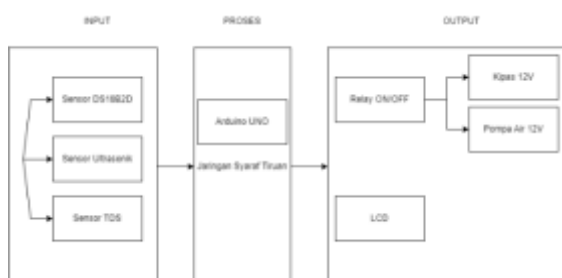 INPUT
PROSES
OUTPUT
Sensor DS18B20
Sensor Ultrasonik
Sensor TDS
Arduino UNO
Jaringan Syaraf Tiruan
Relay ON/OFF
Kipas 12V
Pompa Air 12V
LCD